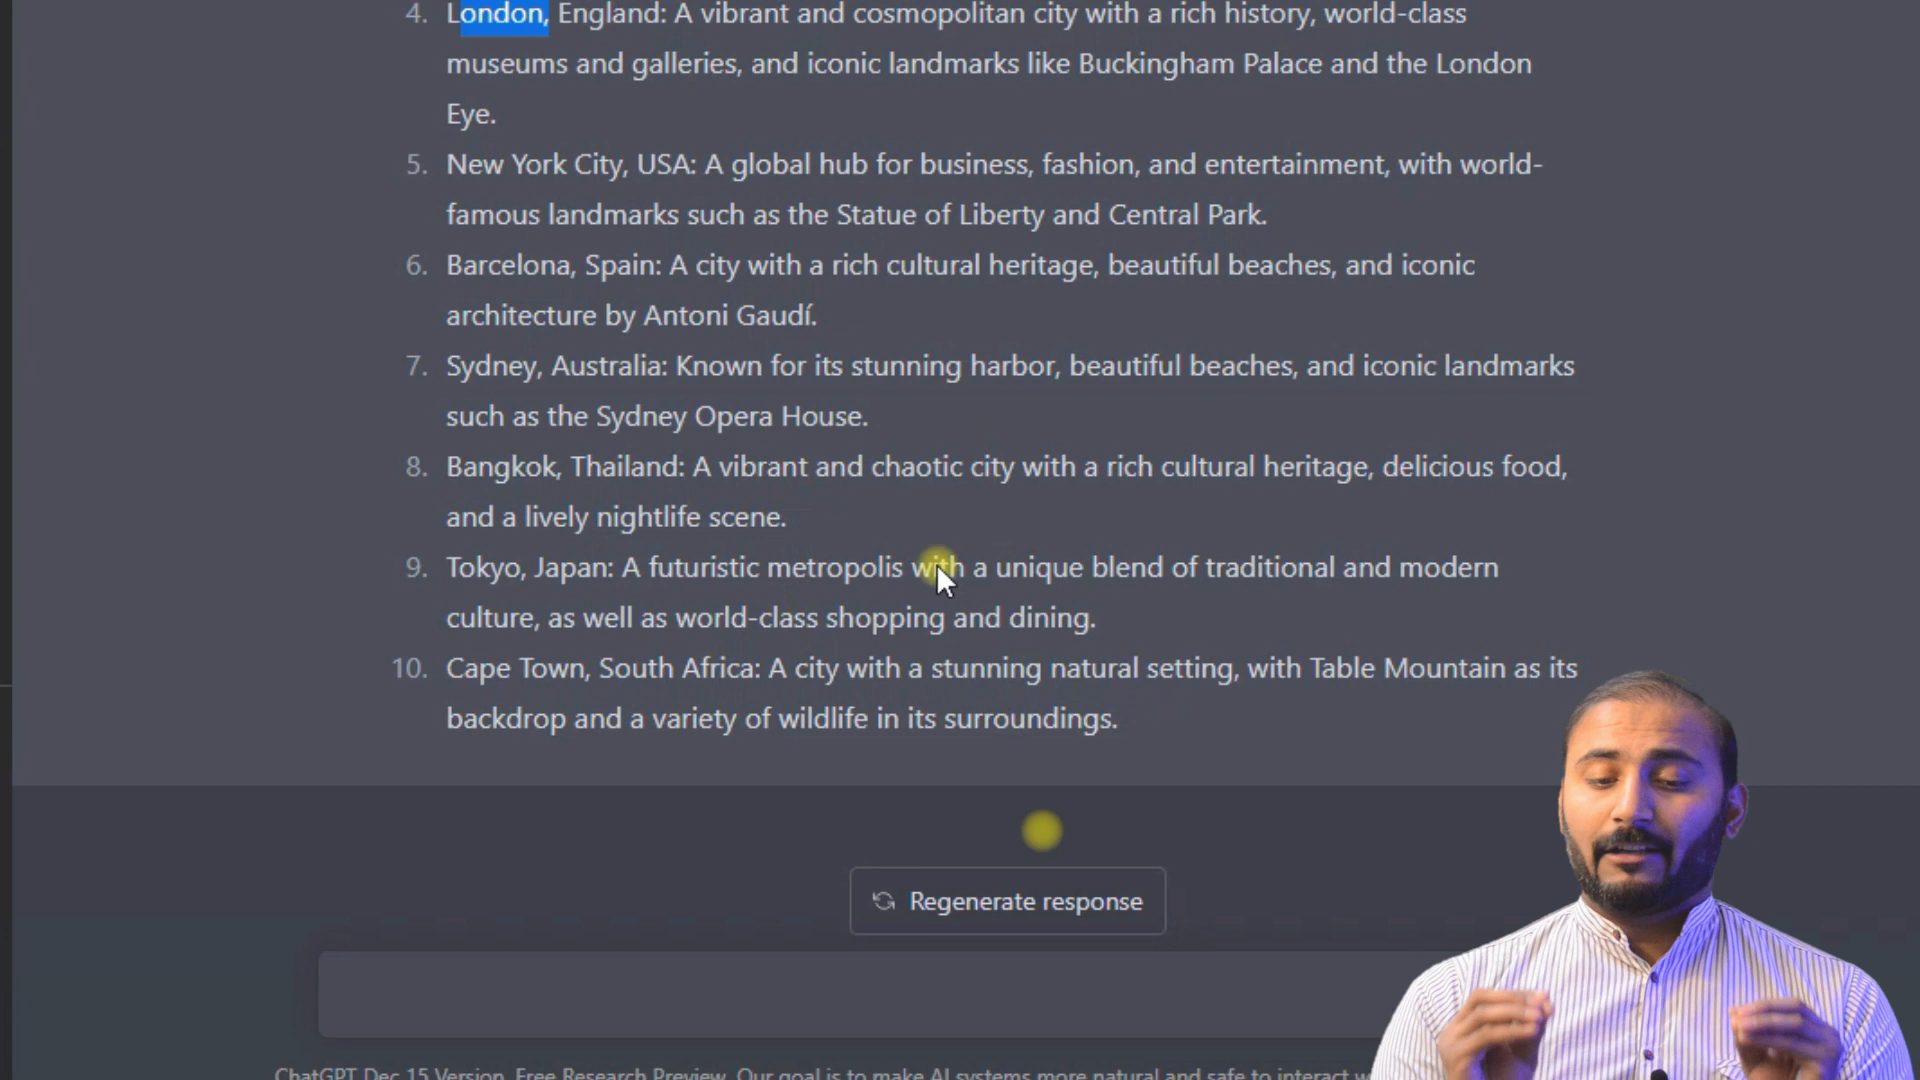 4. London, England: A vibrant and cosmopolitan city with a rich history, world-class
museums and galleries, and iconic landmarks like Buckingham Palace and the London
Eye.
5. New York City, USA: A global hub for business, fashion, and entertainment, with world-
famous landmarks such as the Statue of Liberty and Central Park.
6. Barcelona, Spain: A city with a rich cultural heritage, beautiful beaches, and iconic
architecture by Antoni Gaudí.
7. Sydney, Australia: Known for its stunning harbor, beautiful beaches, and iconic landmarks
such as the Sydney Opera House.
8. Bangkok, Thailand: A vibrant and chaotic city with a rich cultural heritage, delicious food,
and a lively nightlife scene.
9. Tokyo, Japan: A futuristic metropolis with a unique blend of traditional and modern
culture, as well as world-class shopping and dining.
10. Cape Town, South Africa: A city with a stunning natural setting, with Table Mountain as its
backdrop and a variety of wildlife in its surroundings.
Regenerate response
ChatGPT Dec 15 Version. Free Research Preview. Our goal is to make AI systems more natural and safe to interact